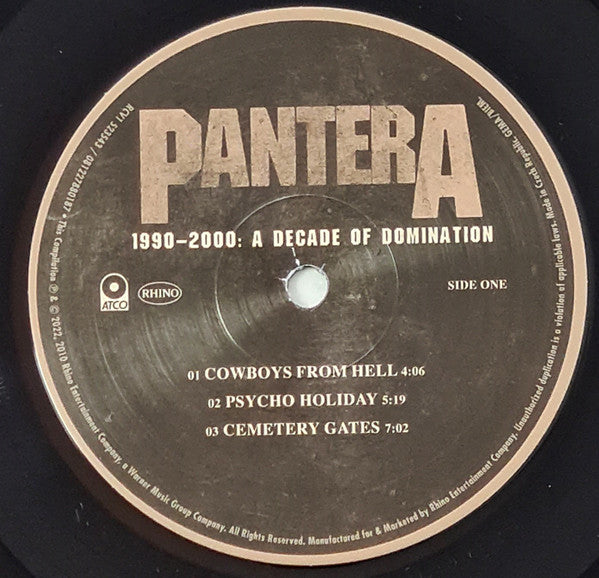 PANTERA
1990–2000: A DECADE OF DOMINATION
ATCO
RHINO
SIDE ONE
01 COWBOYS FROM HELL 4:06
02 PSYCHO HOLIDAY 5:19
03 CEMETERY GATES 7:02
RCV1 523543 / 081227880187 • This Compilation ℗ & © 2022, 2010 Rhino Entertainment Company, a Warner Music Group Company. All Rights Reserved. Manufactured for & Marketed by Rhino Entertainment Company. Unauthorized duplication is a violation of applicable laws. Made in Czech Republic. GEMA/BIEM.